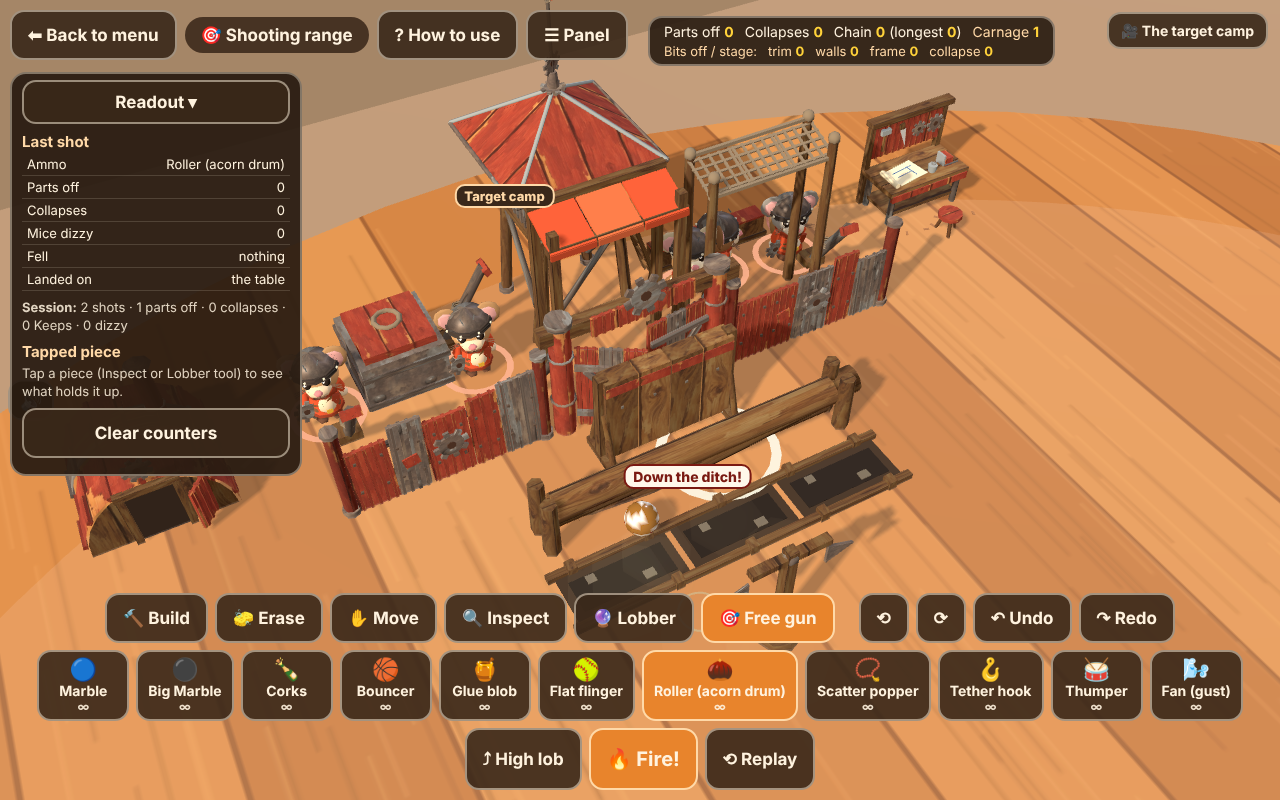 ⬅ Back to menu
🎯 Shooting range
? How to use
☰ Panel
Parts off 0 Collapses 0 Chain 0 (longest 0) Carnage 1
Bits off / stage: trim 0 walls 0 frame 0 collapse 0
🎥 The target camp
Readout ▾
Last shot
Ammo Roller (acorn drum)
Parts off 0
Collapses 0
Mice dizzy 0
Fell nothing
Landed on the table
Session: 2 shots · 1 parts off · 0 collapses ·
0 Keeps · 0 dizzy
Tapped piece
Tap a piece (Inspect or Lobber tool) to see
what holds it up.
Clear counters
Target camp
Down the ditch!
🔨 Build
🧽 Erase
✋ Move
🔍 Inspect
🔮 Lobber
🎯 Free gun
⟲
⟳
↶ Undo
↷ Redo
Marble
∞
Big Marble
∞
Corks
∞
Bouncer
∞
Glue blob
∞
Flat flinger
∞
Roller (acorn drum)
∞
Scatter popper
∞
Tether hook
∞
Thumper
∞
Fan (gust)
∞
⤴ High lob
🔥 Fire!
⟲ Replay